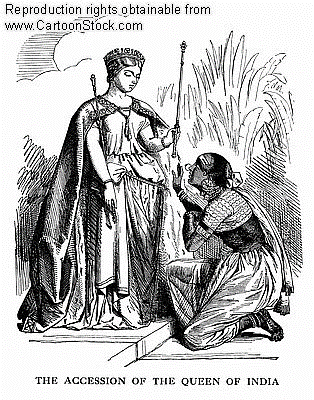 Reproduction rights obtainable from
www.CartoonStock.com
THE ACCESSION OF THE QUEEN OF INDIA